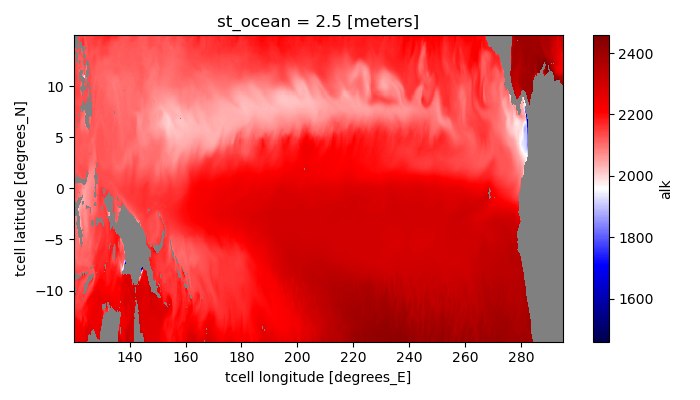 st_ocean = 2.5 [meters]
tcell latitude [degrees_N]
10
5
0
−5
−10
140 160 180 200 220 240 260 280
tcell longitude [degrees_E]
2400
2200
2000
1800
1600
alk